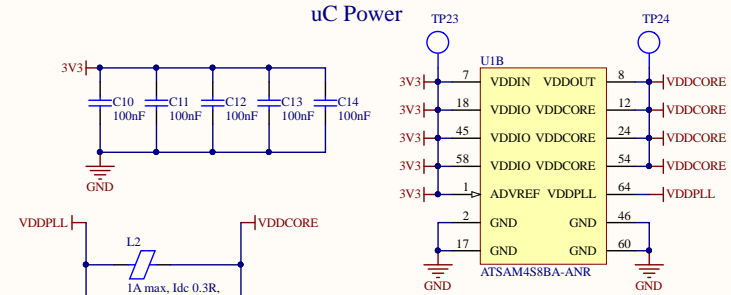 uC Power
TP23
TP24
3V3
C10
100nF
C11
100nF
C12
100nF
C13
100nF
C14
100nF
GND
U1B
3V3 7 VDDIN VDDOUT 8 VDDCORE
3V3 18 VDDIO VDDCORE 12 VDDCORE
3V3 45 VDDIO VDDCORE 24 VDDCORE
3V3 58 VDDIO VDDCORE 54 VDDCORE
3V3 1 ADVREF VDDPLL 64 VDDPLL
2 GND GND 46
17 GND GND 60
ATSAM4S8BA-ANR
GND
GND
VDDPLL
VDDCORE
L2
1A max, Idc 0.3R,